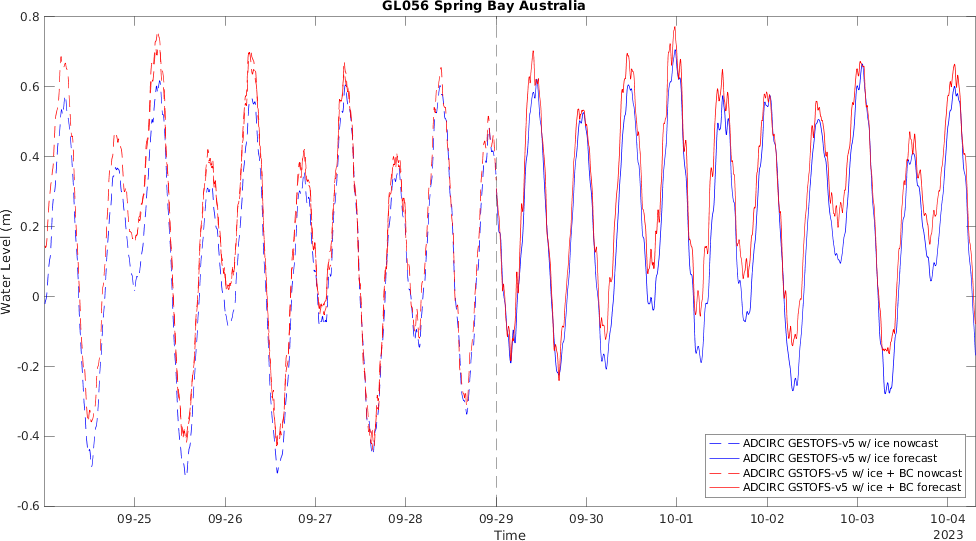 GL056 Spring Bay Australia
0.8
0.6
0.4
0.2
0
-0.2
-0.4
-0.6
Water Level (m)
ADCIRC GESTOFS-v5 w/ ice nowcast
ADCIRC GESTOFS-v5 w/ ice forecast
ADCIRC GSTOFS-v5 w/ ice + BC nowcast
ADCIRC GSTOFS-v5 w/ ice + BC forecast
09-25 09-26 09-27 09-28 09-29 09-30 10-01 10-02 10-03 10-04
Time 2023